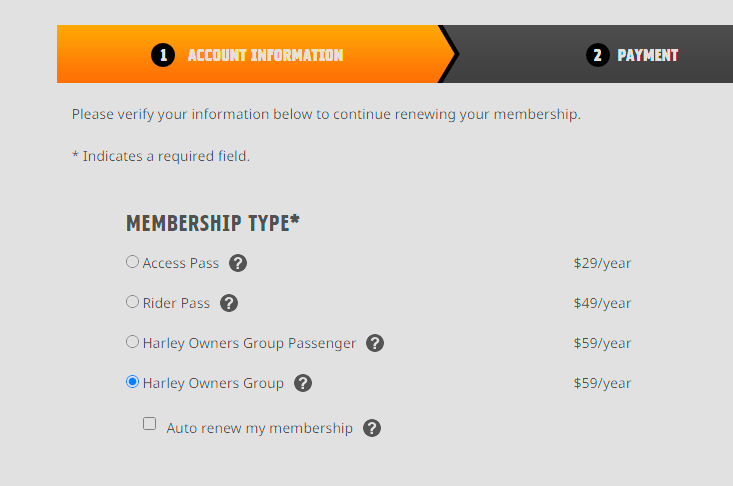 1 ACCOUNT INFORMATION
2 PAYMENT
Please verify your information below to continue renewing your membership.
* Indicates a required field.
MEMBERSHIP TYPE*
Access Pass ? $29/year
Rider Pass ? $49/year
Harley Owners Group Passenger ? $59/year
Harley Owners Group ? $59/year
Auto renew my membership ?